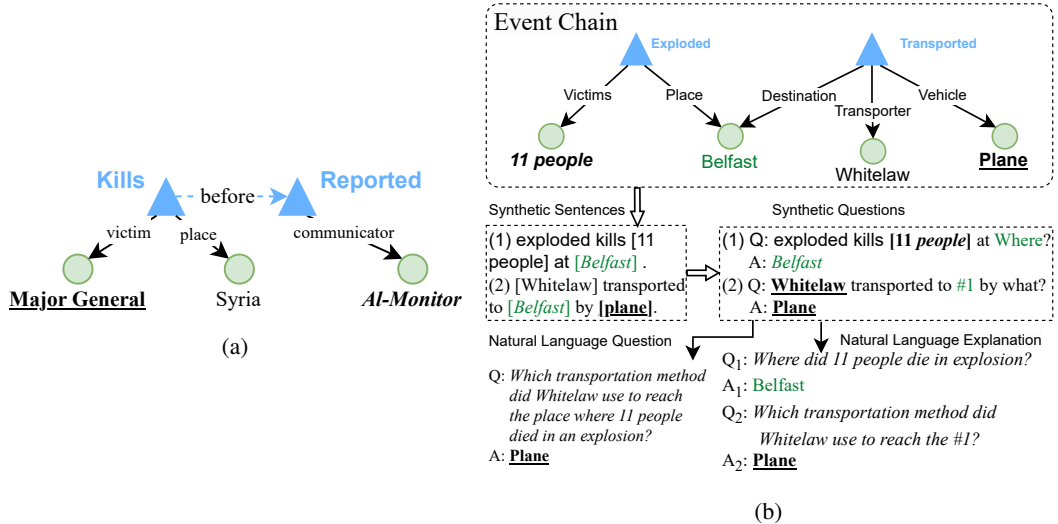 Kills
before
Reported
victim
place
communicator
Major General
Syria
Al-Monitor
(a)
Event Chain
Exploded
Transported
Victims
Place
Destination
Transporter
Vehicle
11 people
Belfast
Whitelaw
Plane
Synthetic Sentences
(1) exploded kills [11
people] at [Belfast] .
(2) [Whitelaw] transported
to [Belfast] by [plane].
Synthetic Questions
(1) Q: exploded kills [11 people] at Where?
A: Belfast
(2) Q: Whitelaw transported to #1 by what?
A: Plane
Natural Language Question
Q: Which transportation method
did Whitelaw use to reach
the place where 11 people
died in an explosion?
A: Plane
Natural Language Explanation
Q1: Where did 11 people die in explosion?
A1: Belfast
Q2: Which transportation method did
Whitelaw use to reach the #1?
A2: Plane
(b)